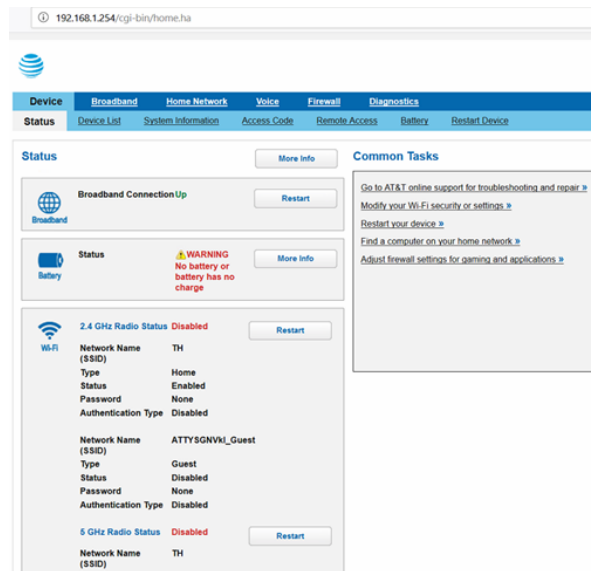 192.168.1.254/cgi-bin/home.ha
Device Broadband Home Network Voice Firewall Diagnostics
Status Device List System Information Access Code Remote Access Battery Restart Device
Status More Info
Broadband
Broadband Connection Up Restart
Battery
Status ⚠WARNING
No battery or
battery has no
charge
More Info
Wi-Fi
2.4 GHz Radio Status Disabled Restart
Network Name
(SSID) TH
Type Home
Status Enabled
Password None
Authentication Type Disabled
Network Name
(SSID) ATTYSGNVkI_Guest
Type Guest
Status Disabled
Password None
Authentication Type Disabled
5 GHz Radio Status Disabled Restart
Network Name
(SSID) TH
Common Tasks
Go to AT&T online support for troubleshooting and repair »
Modify your Wi-Fi security or settings »
Restart your device »
Find a computer on your home network »
Adjust firewall settings for gaming and applications »